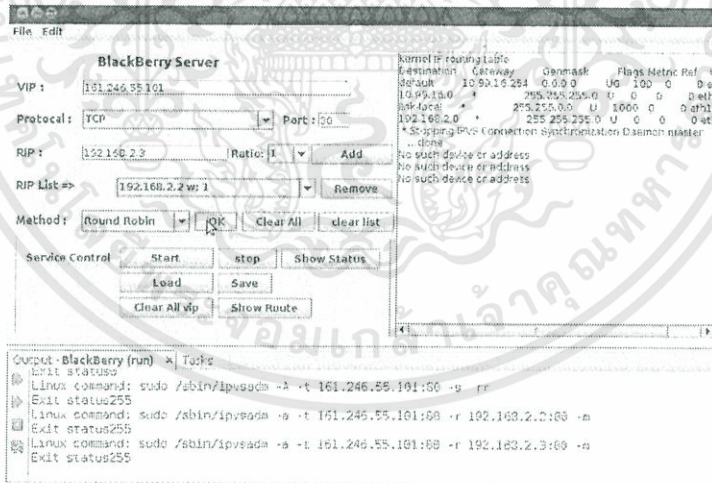 File Edit
BlackBerry Server
VIP : 161.246.55.101
Protocal : TCP Port : 80
RIP : 192.168.2.3 Ratio: 1 Add
RIP List => 192.168.2.2 w: 1 Remove
Method : Round Robin OK Clear All clear list
Service Control Start stop Show Status
Load Save
Clear All vip Show Route
Kernel IP routing table
Destination Gateway Genmask Flags Metric Ref
default 10.99.16.254 0.0.0.0 UG 100 0
255.255.255.0 U 0 0 0 eth
link-local * 255.255.0.0 U 1000 0 0 eth1
192.168.2.0 * 255.255.255.0 U 0 0 0 et
* Stopping IPVS Connection Synchronization Daemon master
...done
No such device or address
No such device or address
No such device or address
Output - BlackBerry (run) × Tasks
Exit status0
Linux command: sudo /sbin/ipvsadm -A -t 161.246.55.101:80 -s rr
Exit status255
Linux command: sudo /sbin/ipvsadm -a -t 161.246.55.101:80 -r 192.168.2.2:80 -m
Exit status255
Linux command: sudo /sbin/ipvsadm -a -t 161.246.55.101:80 -r 192.168.2.3:80 -m
Exit status255